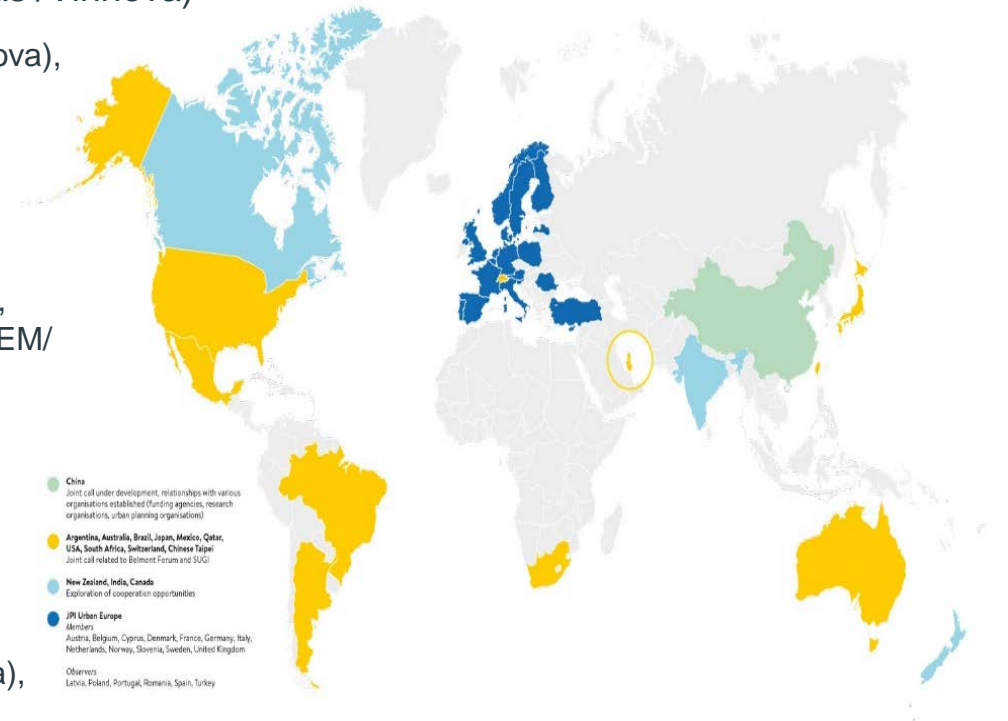 ova),
,
EM/
China
Joint call under development, relationships with various
organisations established (funding agencies, research
organisations, urban planning organisations)
Argentina, Australia, Brazil, Japan, Mexico, Qatar,
USA, South Africa, Switzerland, Chinese Taipei
Joint call related to Belmont Forum and SUGI
New Zealand, India, Canada
Exploration of cooperation opportunities
JPI Urban Europe
Members
Austria, Belgium, Cyprus, Denmark, France, Germany, Italy,
Netherlands, Norway, Slovenia, Sweden, United Kingdom
Observers
Latvia, Poland, Portugal, Romania, Spain, Turkey
a),